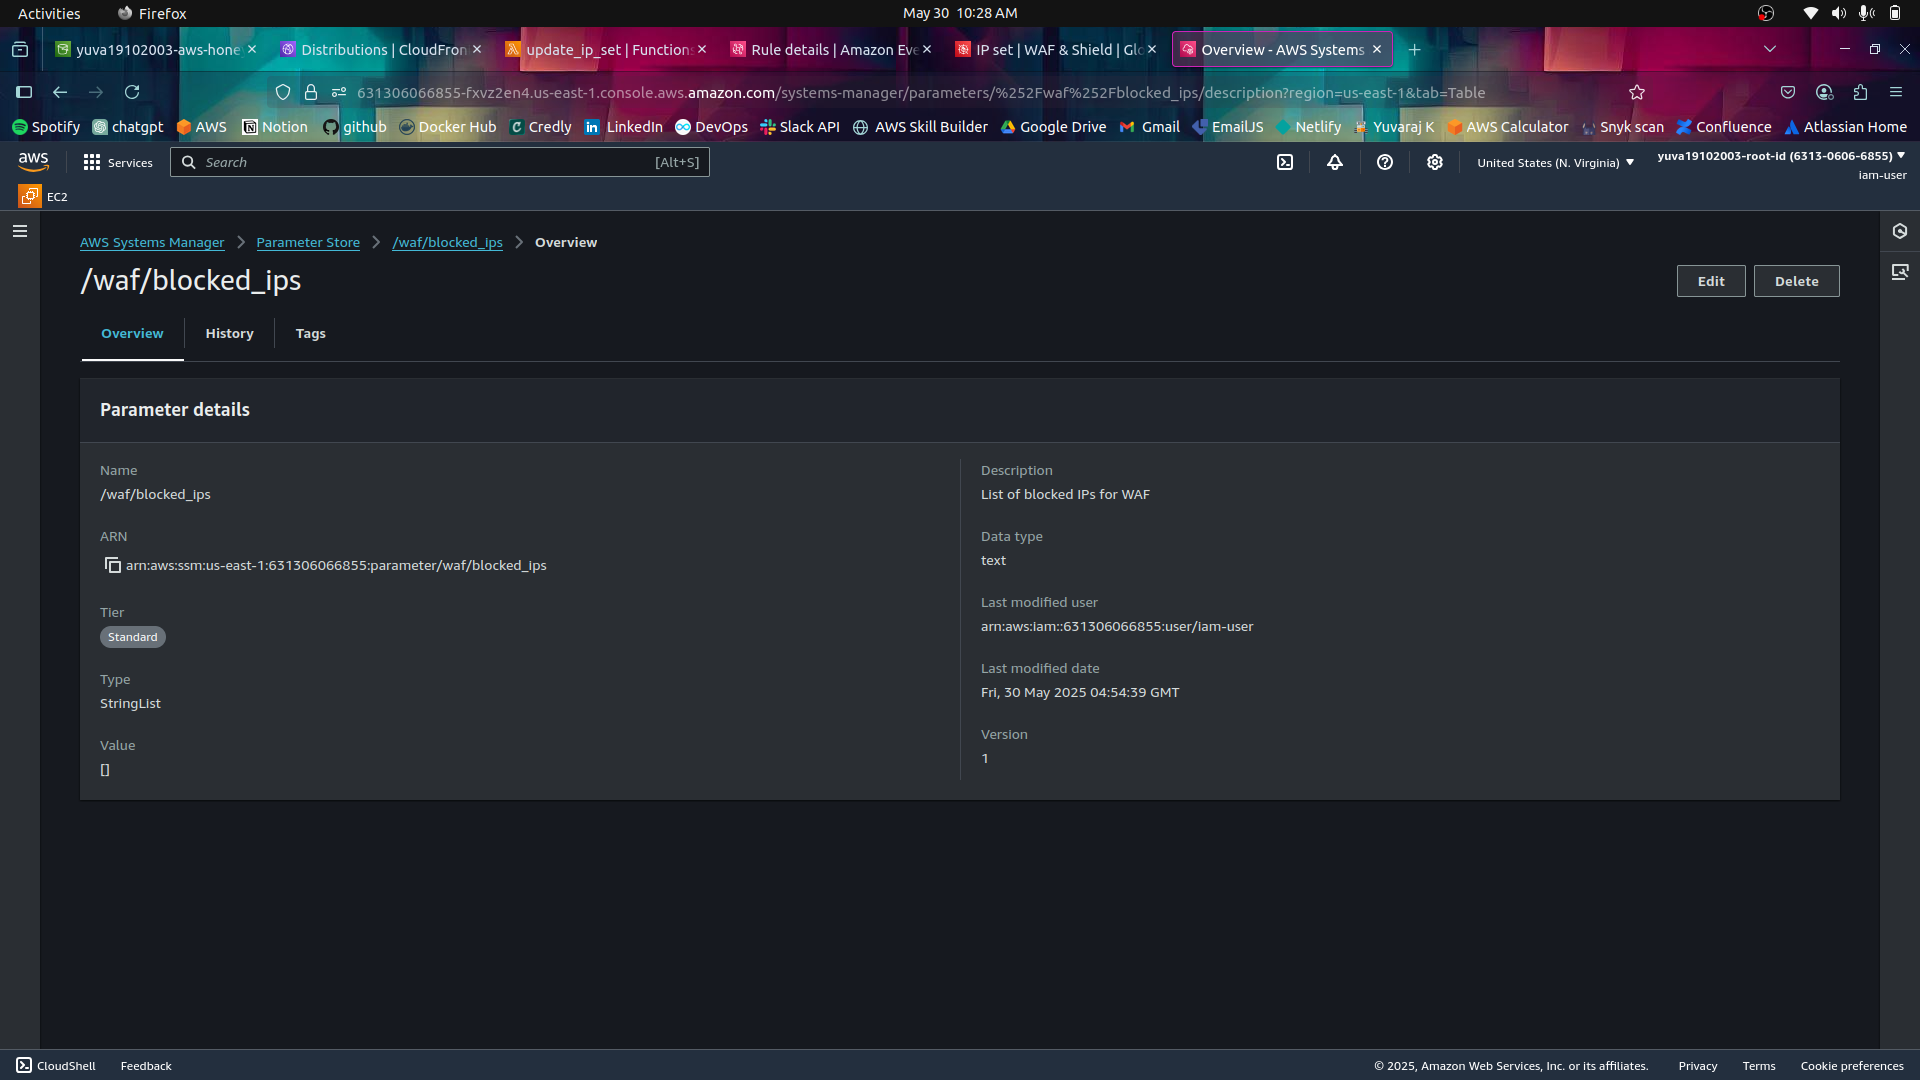 Activities
Firefox
May 30 10:28 AM
yuva19102003-aws-hone
Distributions | CloudFron
update_ip_set | Functions
Rule details | Amazon Eve
IP set | WAF & Shield | Glo
Overview - AWS Systems
631306066855-fxvz2en4.us-east-1.console.aws.amazon.com/systems-manager/parameters/%252Fwaf%252Fblocked_ips/description?region=us-east-1&tab=Table
Spotify
chatgpt
AWS
Notion
github
Docker Hub
Credly
LinkedIn
DevOps
Slack API
AWS Skill Builder
Google Drive
Gmail
EmailJS
Netlify
Yuvaraj K
AWS Calculator
Snyk scan
Confluence
Atlassian Home
aws
Services
Search
[Alt+S]
United States (N. Virginia)
yuva19102003-root-id (6313-0606-6855)
iam-user
EC2
AWS Systems Manager
Parameter Store
/waf/blocked_ips
Overview
/waf/blocked_ips
Edit
Delete
Overview
History
Tags
Parameter details
Name
/waf/blocked_ips
ARN
arn:aws:ssm:us-east-1:631306066855:parameter/waf/blocked_ips
Tier
Standard
Type
StringList
Value
[]
Description
List of blocked IPs for WAF
Data type
text
Last modified user
arn:aws:iam::631306066855:user/iam-user
Last modified date
Fri, 30 May 2025 04:54:39 GMT
Version
1
CloudShell
Feedback
© 2025, Amazon Web Services, Inc. or its affiliates.
Privacy
Terms
Cookie preferences